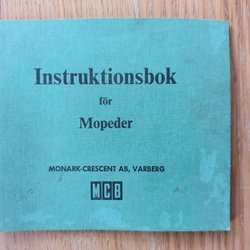 Instruktionsbok
för
Mopeder
MONARK-CRESCENT AB, VARBERG
MCB